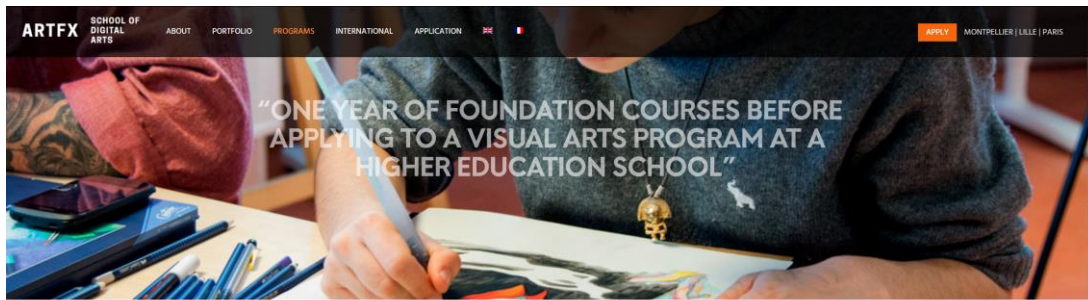 ARTFX
SCHOOL OF
DIGITAL
ARTS
ABOUT
PORTFOLIO
PROGRAMS
INTERNATIONAL
APPLICATION
APPLY
MONTPELLIER | LILLE | PARIS
“ONE YEAR OF FOUNDATION COURSES BEFORE
APPLYING TO A VISUAL ARTS PROGRAM AT A
HIGHER EDUCATION SCHOOL”